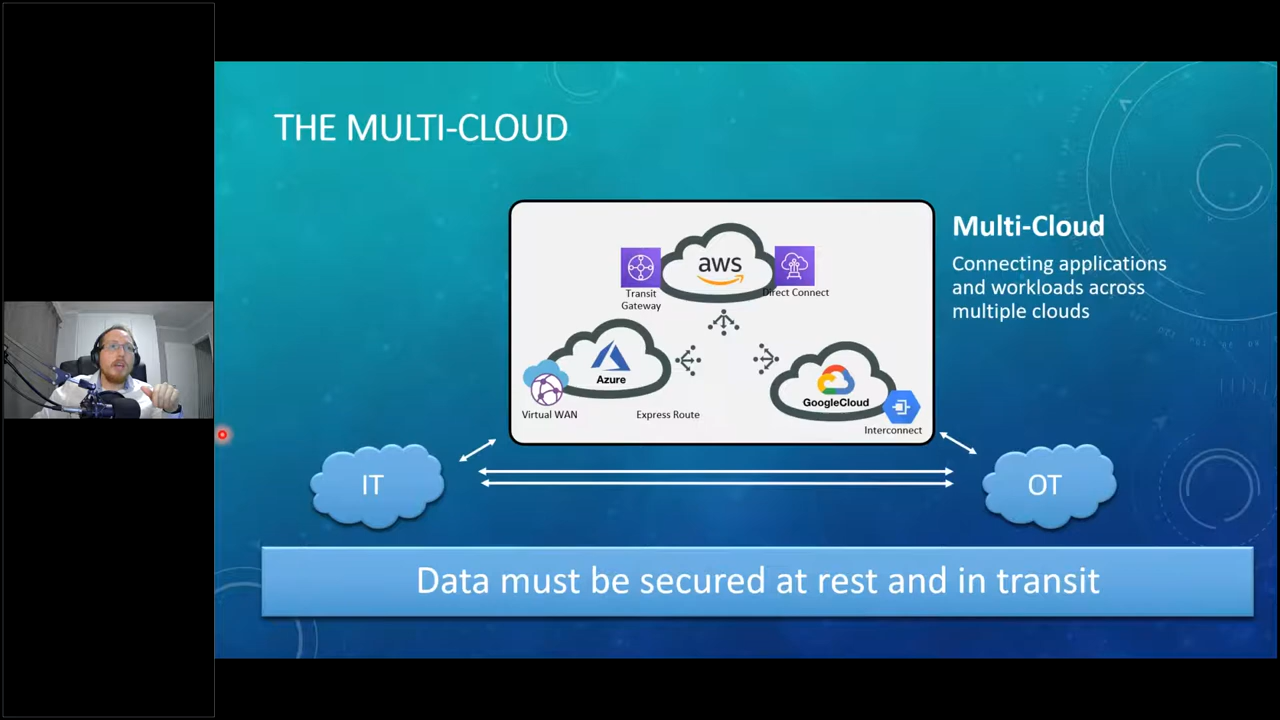 THE MULTI-CLOUD
aws
Transit
Gateway
Direct Connect
Azure
Virtual WAN
Express Route
GoogleCloud
Interconnect
Multi-Cloud
Connecting applications
and workloads across
multiple clouds
IT
OT
Data must be secured at rest and in transit